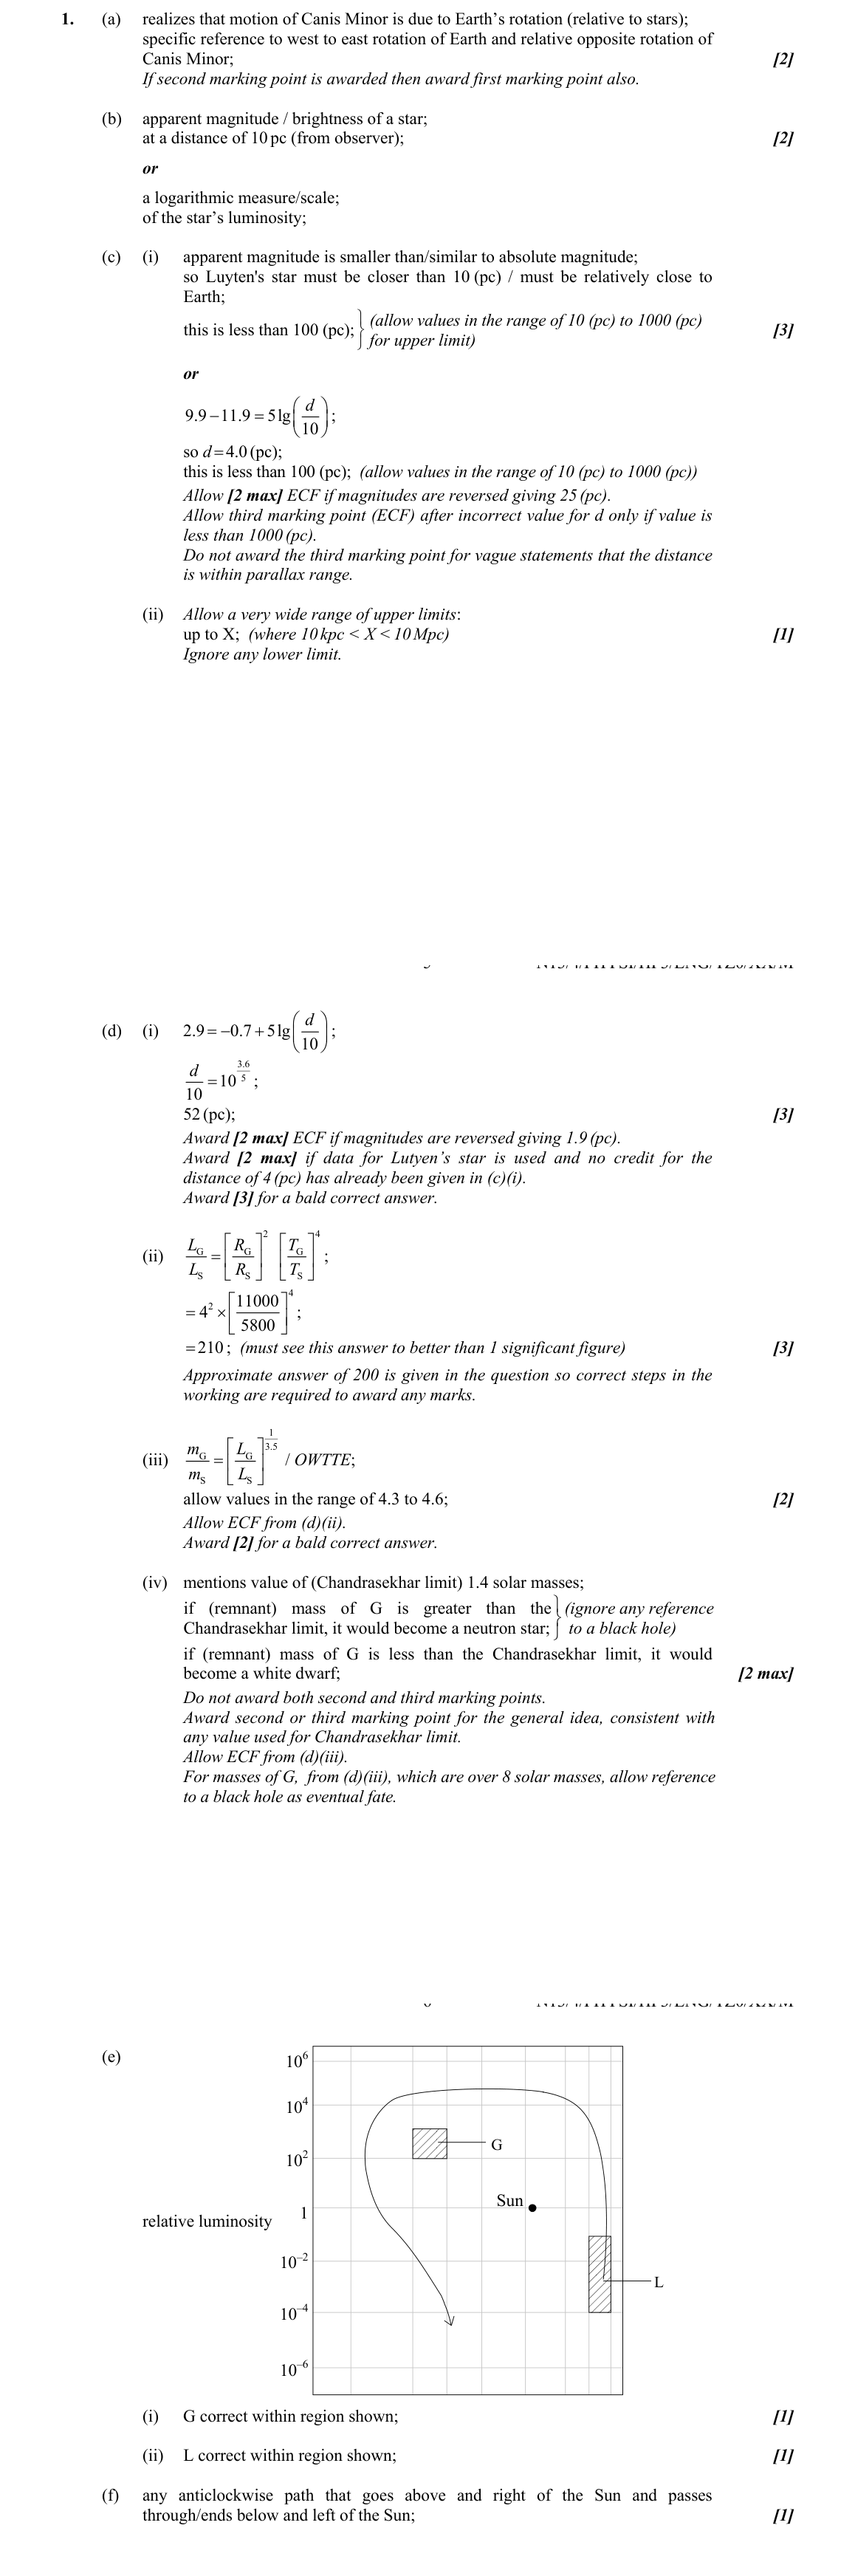 1. (a) realizes that motion of Canis Minor is due to Earth's rotation (relative to stars);
specific reference to west to east rotation of Earth and relative opposite rotation of
Canis Minor; [2]
If second marking point is awarded then award first marking point also.
(b) apparent magnitude / brightness of a star;
at a distance of 10 pc (from observer); [2]
or
a logarithmic measure/scale;
of the star's luminosity;
(c) (i) apparent magnitude is smaller than/similar to absolute magnitude;
so Luyten's star must be closer than 10 (pc) / must be relatively close to
Earth;
this is less than 100 (pc); } (allow values in the range of 10 (pc) to 1000 (pc)
for upper limit) [3]
or
9.9 − 11.9 = 5 lg (d/10);
so d = 4.0 (pc);
this is less than 100 (pc); (allow values in the range of 10 (pc) to 1000 (pc))
Allow [2 max] ECF if magnitudes are reversed giving 25 (pc).
Allow third marking point (ECF) after incorrect value for d only if value is
less than 1000 (pc).
Do not award the third marking point for vague statements that the distance
is within parallax range.
(ii) Allow a very wide range of upper limits:
up to X; (where 10 kpc < X < 10 Mpc) [1]
Ignore any lower limit.
(d) (i) 2.9 = −0.7 + 5 lg (d/10);
d/10 = 10^(3.6/5);
52 (pc); [3]
Award [2 max] ECF if magnitudes are reversed giving 1.9 (pc).
Award [2 max] if data for Lutyen's star is used and no credit for the
distance of 4 (pc) has already been given in (c)(i).
Award [3] for a bald correct answer.
(ii) L_G/L_S = [R_G/R_S]^2 [T_G/T_S]^4;
= 4^2 × [11000/5800]^4;
= 210; (must see this answer to better than 1 significant figure) [3]
Approximate answer of 200 is given in the question so correct steps in the
working are required to award any marks.
(iii) m_G/m_S = [L_G/L_S]^(1/3.5) / OWTTE;
allow values in the range of 4.3 to 4.6; [2]
Allow ECF from (d)(ii).
Award [2] for a bald correct answer.
(iv) mentions value of (Chandrasekhar limit) 1.4 solar masses;
if (remnant) mass of G is greater than the } (ignore any reference
Chandrasekhar limit, it would become a neutron star; to a black hole)
if (remnant) mass of G is less than the Chandrasekhar limit, it would
become a white dwarf; [2 max]
Do not award both second and third marking points.
Award second or third marking point for the general idea, consistent with
any value used for Chandrasekhar limit.
Allow ECF from (d)(iii).
For masses of G, from (d)(iii), which are over 8 solar masses, allow reference
to a black hole as eventual fate.
(e)
10^6
10^4
G
10^2
Sun
1
relative luminosity
10^−2
L
10^−4
10^−6
(i) G correct within region shown; [1]
(ii) L correct within region shown; [1]
(f) any anticlockwise path that goes above and right of the Sun and passes
through/ends below and left of the Sun; [1]